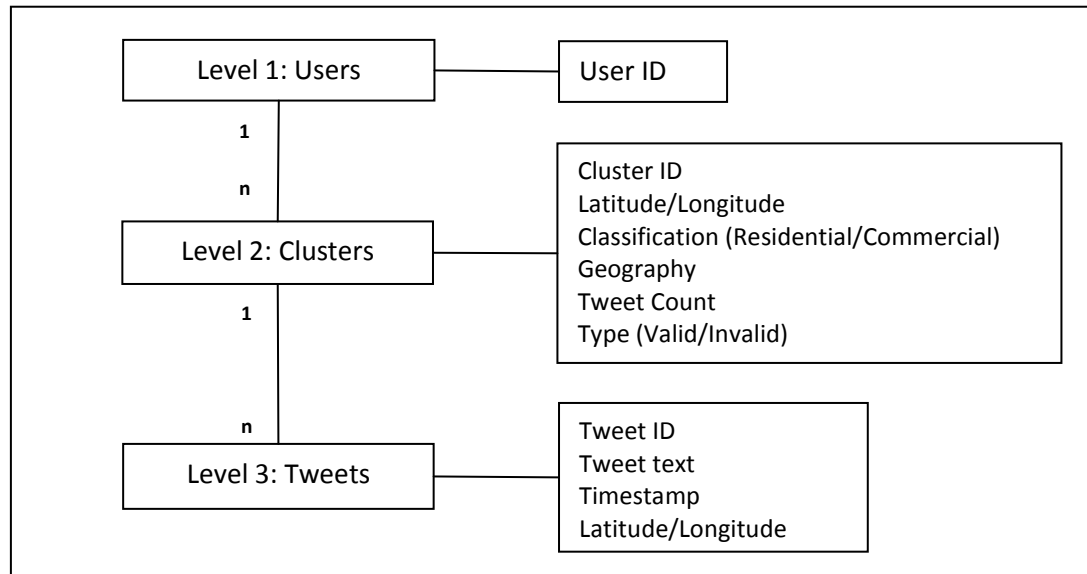 Level 1: Users
User ID
1
n
Level 2: Clusters
Cluster ID
Latitude/Longitude
Classification (Residential/Commercial)
Geography
Tweet Count
Type (Valid/Invalid)
1
n
Level 3: Tweets
Tweet ID
Tweet text
Timestamp
Latitude/Longitude